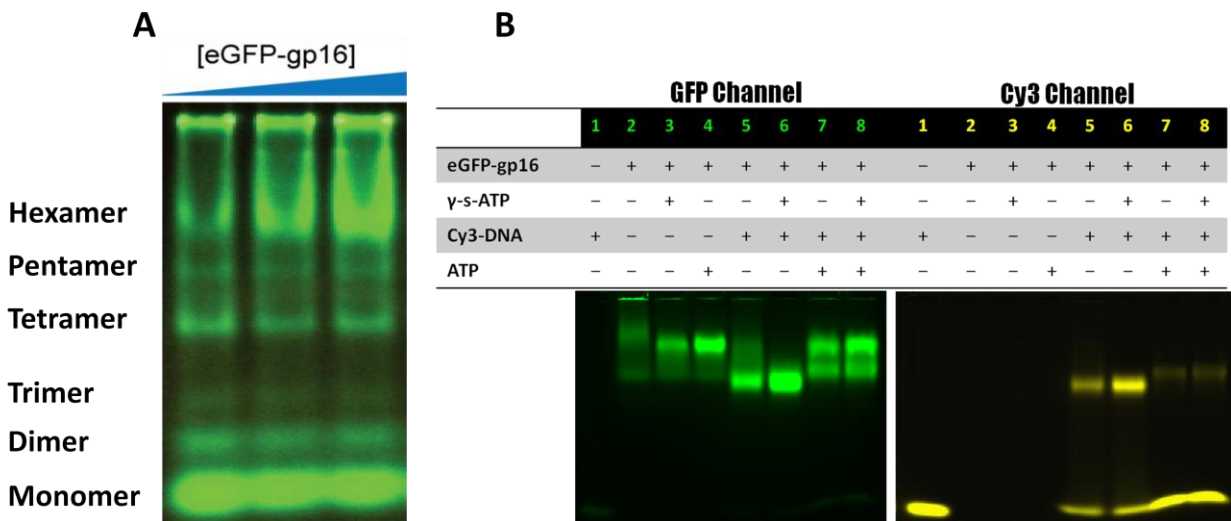 A
[eGFP-gp16]
Hexamer
Pentamer
Tetramer
Trimer
Dimer
Monomer
B
GFP Channel Cy3 Channel
1 2 3 4 5 6 7 8 1 2 3 4 5 6 7 8
eGFP-gp16 – + + + + + + + – + + + + + + +
γ-s-ATP – – + – – + – + – – + – – + – +
Cy3-DNA + – – – + + + + + – – – + + + +
ATP – – – + – – + + – – – + – – + +